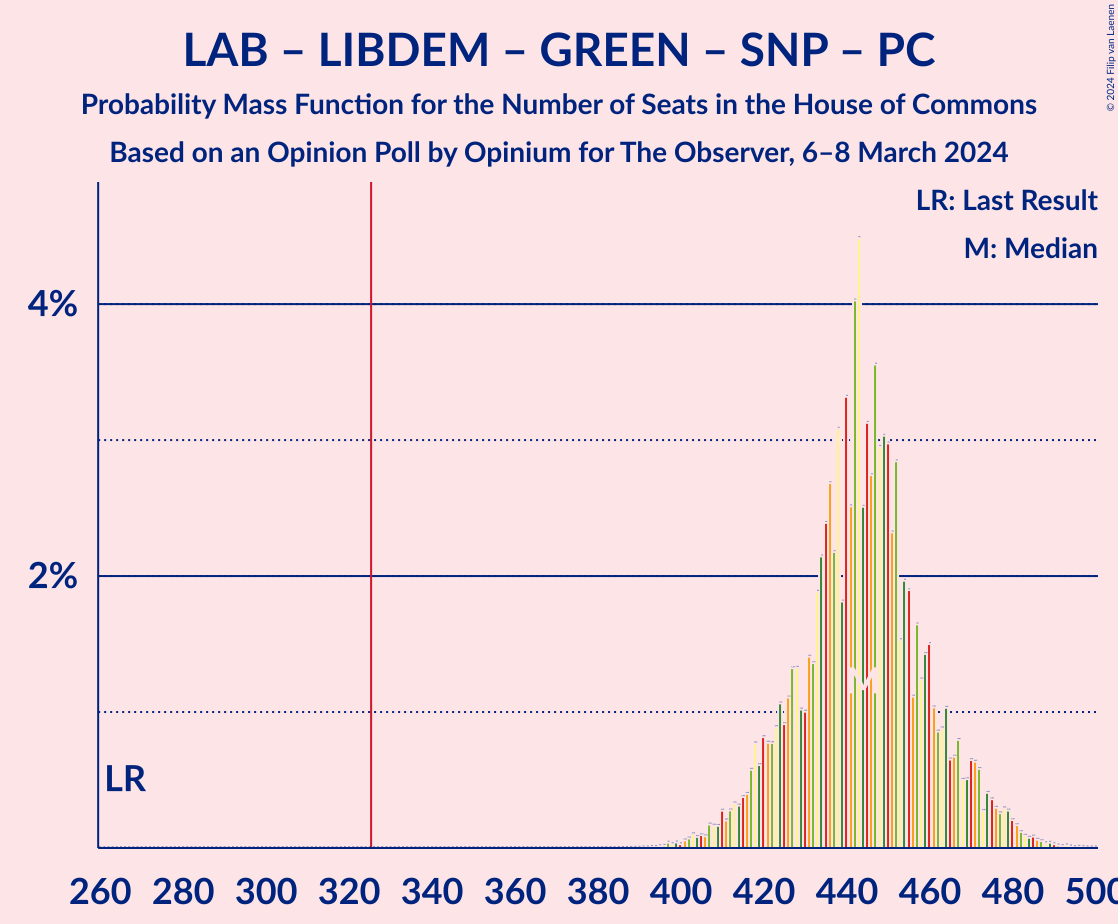 LAB – LIBDEM – GREEN – SNP – PC
Probability Mass Function for the Number of Seats in the House of Commons
Based on an Opinion Poll by Opinium for The Observer, 6–8 March 2024
© 2024 Filip van Laenen
LR: Last Result
M: Median
4%
2%
LR
M
260 280 300 320 340 360 380 400 420 440 460 480 500